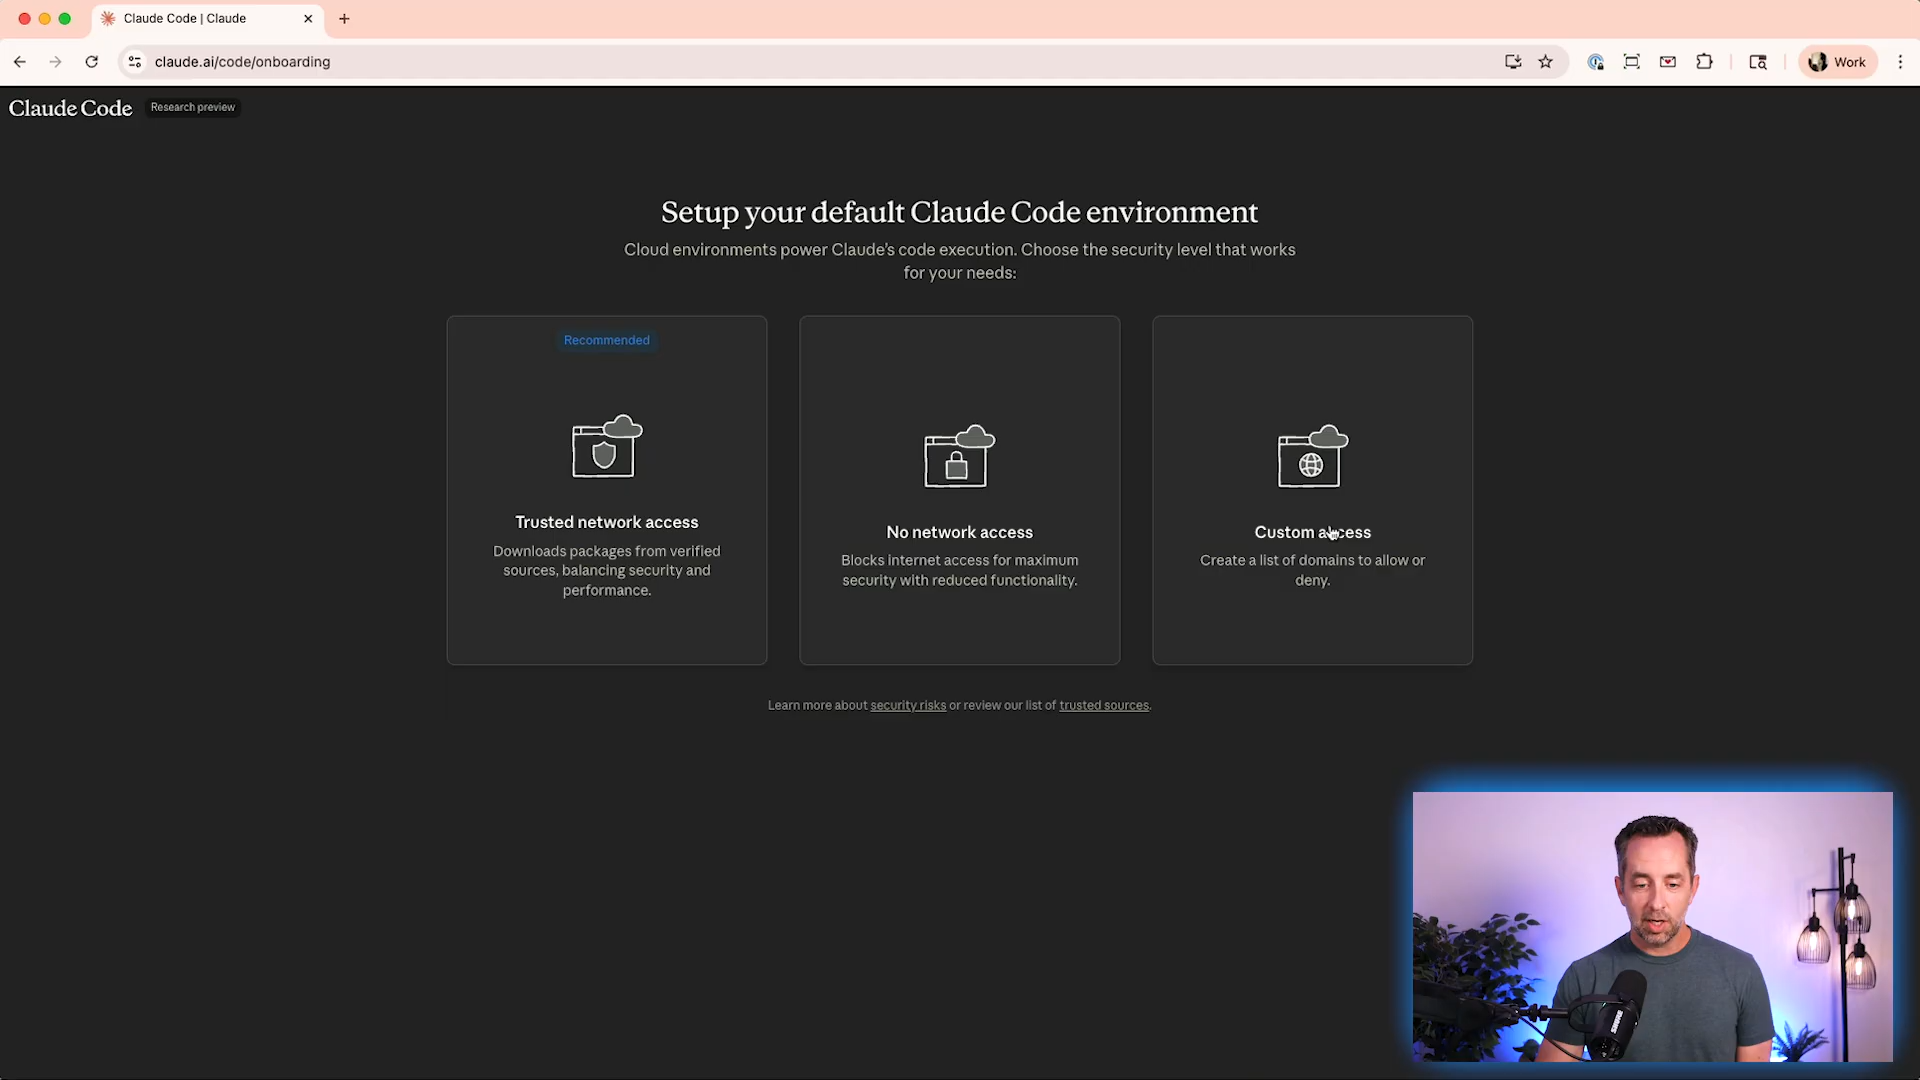 Claude Code | Claude
claude.ai/code/onboarding
Work
Claude Code
Research preview
Setup your default Claude Code environment
Cloud environments power Claude's code execution. Choose the security level that works
for your needs:
Recommended
Trusted network access
Downloads packages from verified
sources, balancing security and
performance.
No network access
Blocks internet access for maximum
security with reduced functionality.
Custom access
Create a list of domains to allow or
deny.
Learn more about security risks or review our list of trusted sources.
SHURE